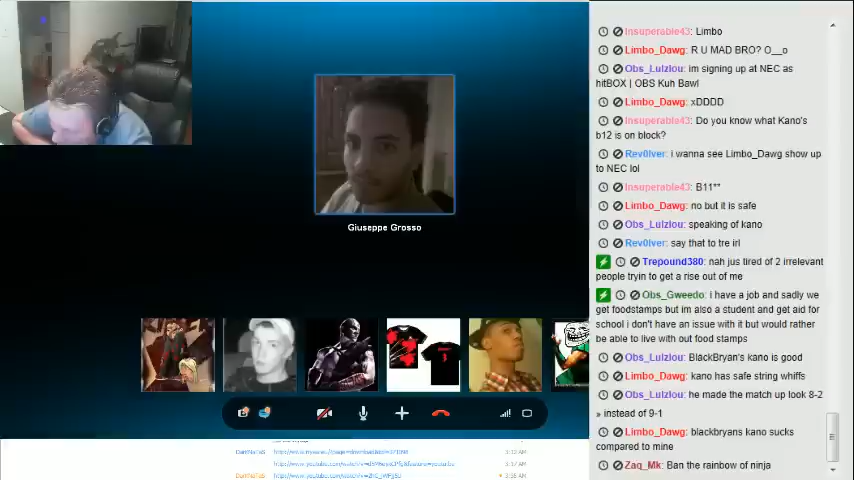 Insuperable43: Limbo
Limbo_Dawg: R U MAD BRO? O__o
Obs_Lulzlou: im signing up at NEC as
hitBOX | OBS Kuh Bawl
Limbo_Dawg: xDDDD
Insuperable43: Do you know what Kano's
b12 is on block?
Rev0lver: i wanna see Limbo_Dawg show up
to NEC lol
Insuperable43: B11**
Limbo_Dawg: no but it is safe
Obs_Lulzlou: speaking of kano
Rev0lver: say that to tre irl
Trepound380: nah jus tired of 2 irrelevant
people tryin to get a rise out of me
Obs_Gweedo: i have a job and sadly we
get foodstamps but im also a student and get aid for
school i don't have an issue with it but would rather
be able to live with out food stamps
Obs_Lulzlou: BlackBryan's kano is good
Limbo_Dawg: kano has safe string whiffs
Obs_Lulzlou: he made the match up look 8-2
» instead of 9-1
Limbo_Dawg: blackbryans kano sucks
compared to mine
Zaq_Mk: Ban the rainbow of ninja
Giuseppe Grosso
3:12 AM
3:17 AM